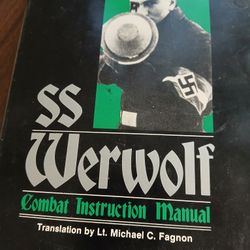 SS
Werwolf
Combat Instruction Manual
Translation by Lt. Michael C. Fagnon